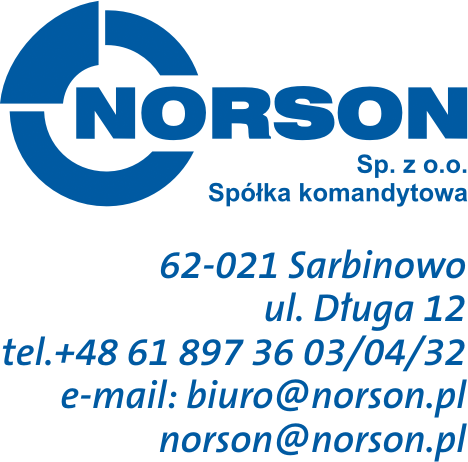 NORSON
Sp. z o.o.
Spółka komandytowa
62-021 Sarbinowo
ul. Długa 12
tel.+48 61 897 36 03/04/32
e-mail: biuro@norson.pl
norson@norson.pl